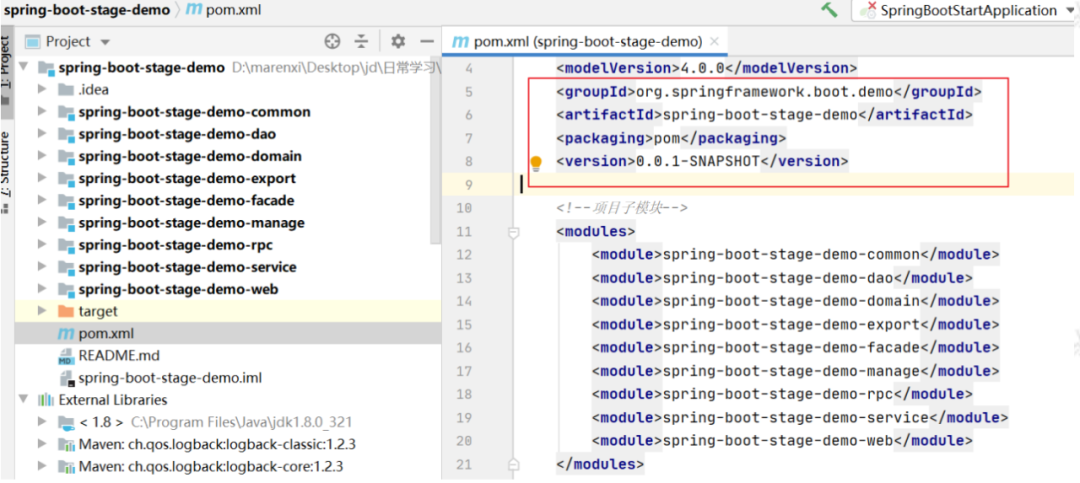 spring-boot-stage-demo pom.xml SpringBootStartApplication
1: Project
Project
spring-boot-stage-demo D:\marenxi\Desktop\jd\日常学习\
.idea
spring-boot-stage-demo-common
spring-boot-stage-demo-dao
spring-boot-stage-demo-domain
spring-boot-stage-demo-export
spring-boot-stage-demo-facade
spring-boot-stage-demo-manage
spring-boot-stage-demo-rpc
spring-boot-stage-demo-service
spring-boot-stage-demo-web
target
pom.xml
README.md
spring-boot-stage-demo.iml
External Libraries
< 1.8 > C:\Program Files\Java\jdk1.8.0_321
Maven: ch.qos.logback:logback-classic:1.2.3
Maven: ch.qos.logback:logback-core:1.2.3
Z: Structure
pom.xml (spring-boot-stage-demo)
4 <modelVersion>4.0.0</modelVersion>
5 <groupId>org.springframework.boot.demo</groupId>
6 <artifactId>spring-boot-stage-demo</artifactId>
7 <packaging>pom</packaging>
8 <version>0.0.1-SNAPSHOT</version>
9
10 <!--项目子模块-->
11 <modules>
12 <module>spring-boot-stage-demo-common</module>
13 <module>spring-boot-stage-demo-dao</module>
14 <module>spring-boot-stage-demo-domain</module>
15 <module>spring-boot-stage-demo-export</module>
16 <module>spring-boot-stage-demo-facade</module>
17 <module>spring-boot-stage-demo-manage</module>
18 <module>spring-boot-stage-demo-rpc</module>
19 <module>spring-boot-stage-demo-service</module>
20 <module>spring-boot-stage-demo-web</module>
21 </modules>